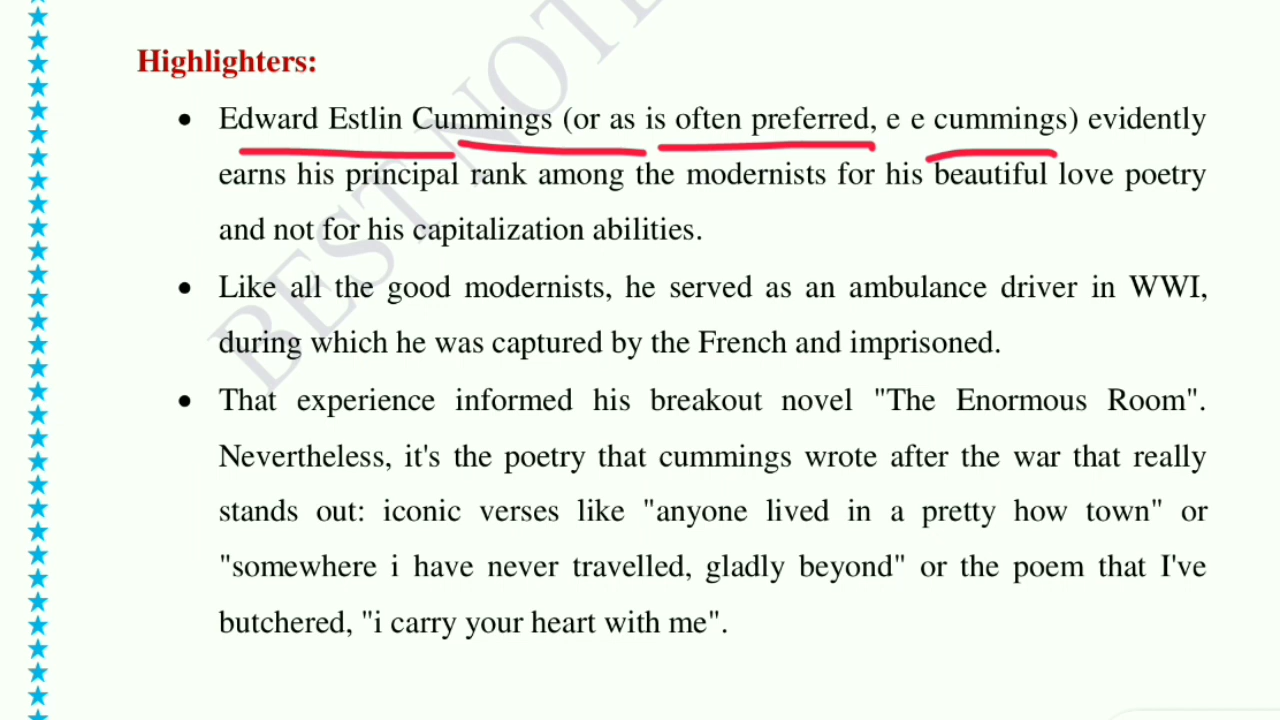 Highlighters:
• Edward Estlin Cummings (or as is often preferred, e e cummings) evidently
earns his principal rank among the modernists for his beautiful love poetry
and not for his capitalization abilities.
• Like all the good modernists, he served as an ambulance driver in WWI,
during which he was captured by the French and imprisoned.
• That experience informed his breakout novel "The Enormous Room".
Nevertheless, it's the poetry that cummings wrote after the war that really
stands out: iconic verses like "anyone lived in a pretty how town" or
"somewhere i have never travelled, gladly beyond" or the poem that I've
butchered, "i carry your heart with me".
BEST NOTE